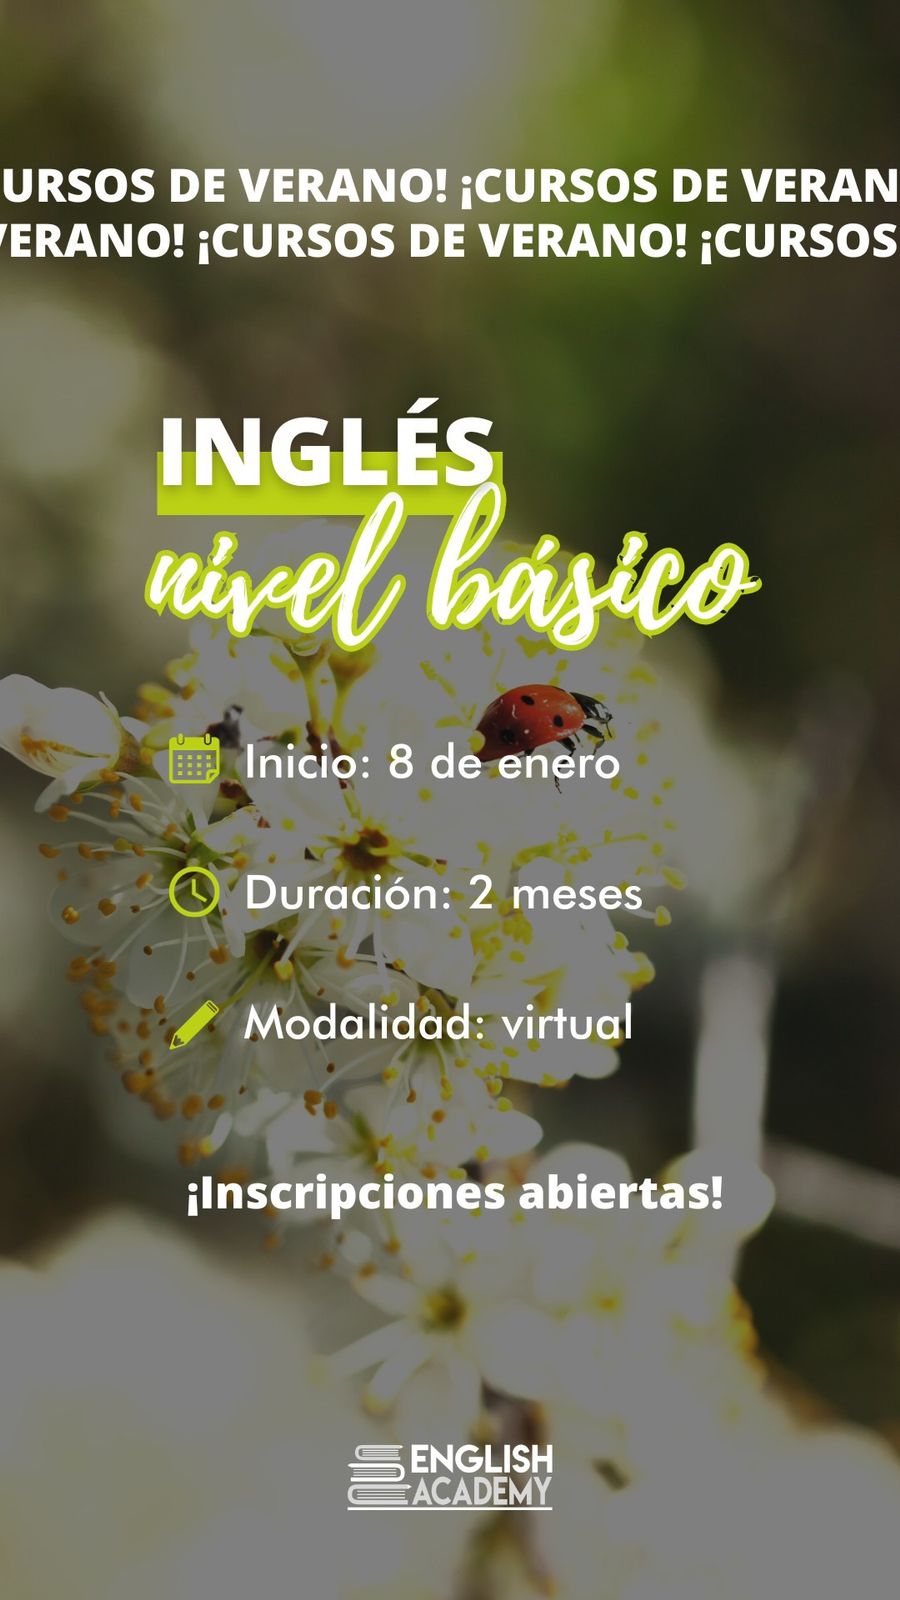 URSOS DE VERANO! ¡CURSOS DE VERAN
VERANO! ¡CURSOS DE VERANO! ¡CURSOS
INGLÉS
nivel básico
Inicio: 8 de enero
Duración: 2 meses
Modalidad: virtual
¡Inscripciones abiertas!
ENGLISH
ACADEMY